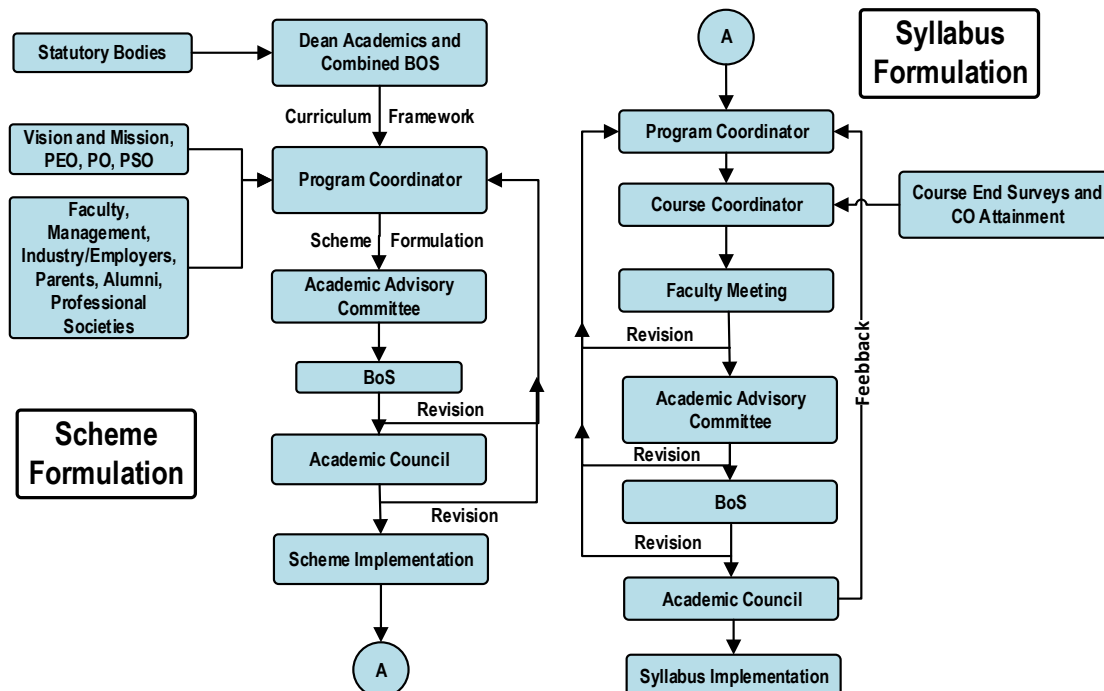 Statutory Bodies
Dean Academics and
Combined BOS
Curriculum Framework
Vision and Mission,
PEO, PO, PSO
Program Coordinator
Faculty,
Management,
Industry/Employers,
Parents, Alumni,
Professional
Societies
Scheme Formulation
Academic Advisory
Committee
BoS
Revision
Scheme
Formulation
Academic Council
Revision
Scheme Implementation
A
A
Syllabus
Formulation
Program Coordinator
Course Coordinator
Course End Surveys and
CO Attainment
Faculty Meeting
Revision
Feebback
Academic Advisory
Committee
Revision
BoS
Revision
Academic Council
Syllabus Implementation